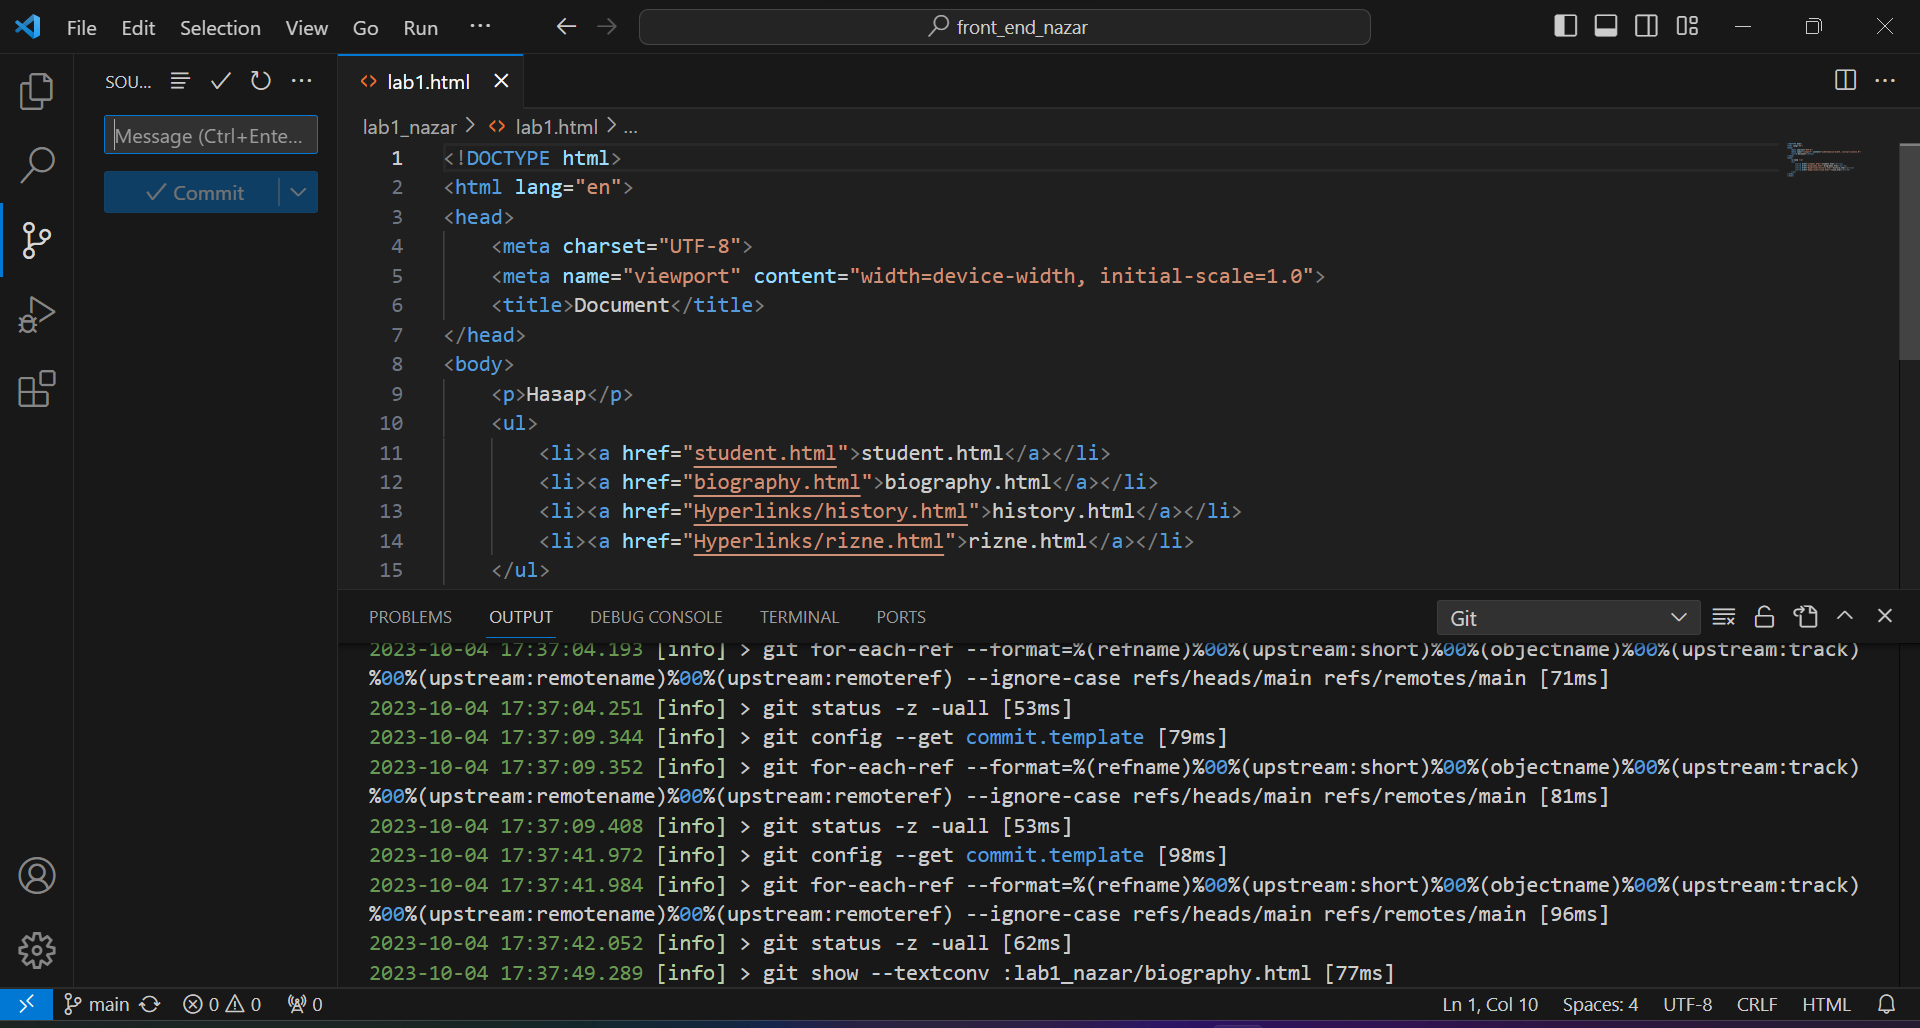 File Edit Selection View Go Run ...
front_end_nazar
SOU...
lab1.html
Message (Ctrl+Ente...
Commit
lab1_nazar > lab1.html > ...
1 <!DOCTYPE html>
2 <html lang="en">
3 <head>
4 <meta charset="UTF-8">
5 <meta name="viewport" content="width=device-width, initial-scale=1.0">
6 <title>Document</title>
7 </head>
8 <body>
9 <p>Назар</p>
10 <ul>
11 <li><a href="student.html">student.html</a></li>
12 <li><a href="biography.html">biography.html</a></li>
13 <li><a href="Hyperlinks/history.html">history.html</a></li>
14 <li><a href="Hyperlinks/rizne.html">rizne.html</a></li>
15 </ul>
PROBLEMS OUTPUT DEBUG CONSOLE TERMINAL PORTS Git
2023-10-04 17:37:04.193 [info] > git for-each-ref --format=%(refname)%00%(upstream:short)%00%(objectname)%00%(upstream:track)
%00%(upstream:remotename)%00%(upstream:remoteref) --ignore-case refs/heads/main refs/remotes/main [71ms]
2023-10-04 17:37:04.251 [info] > git status -z -uall [53ms]
2023-10-04 17:37:09.344 [info] > git config --get commit.template [79ms]
2023-10-04 17:37:09.352 [info] > git for-each-ref --format=%(refname)%00%(upstream:short)%00%(objectname)%00%(upstream:track)
%00%(upstream:remotename)%00%(upstream:remoteref) --ignore-case refs/heads/main refs/remotes/main [81ms]
2023-10-04 17:37:09.408 [info] > git status -z -uall [53ms]
2023-10-04 17:37:41.972 [info] > git config --get commit.template [98ms]
2023-10-04 17:37:41.984 [info] > git for-each-ref --format=%(refname)%00%(upstream:short)%00%(objectname)%00%(upstream:track)
%00%(upstream:remotename)%00%(upstream:remoteref) --ignore-case refs/heads/main refs/remotes/main [96ms]
2023-10-04 17:37:42.052 [info] > git status -z -uall [62ms]
2023-10-04 17:37:49.289 [info] > git show --textconv :lab1_nazar/biography.html [77ms]
main 0 0 0 Ln 1, Col 10 Spaces: 4 UTF-8 CRLF HTML